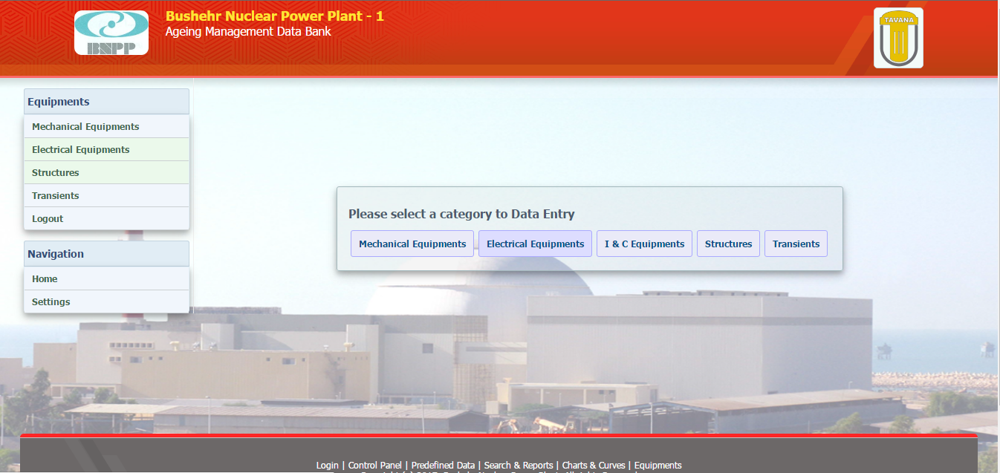 Bushehr Nuclear Power Plant - 1
Ageing Management Data Bank
BNPP
TAVANA
Equipments
Mechanical Equipments
Electrical Equipments
Structures
Transients
Logout
Navigation
Home
Settings
Please select a category to Data Entry
Mechanical Equipments Electrical Equipments I & C Equipments Structures Transients
Login | Control Panel | Predefined Data | Search & Reports | Charts & Curves | Equipments